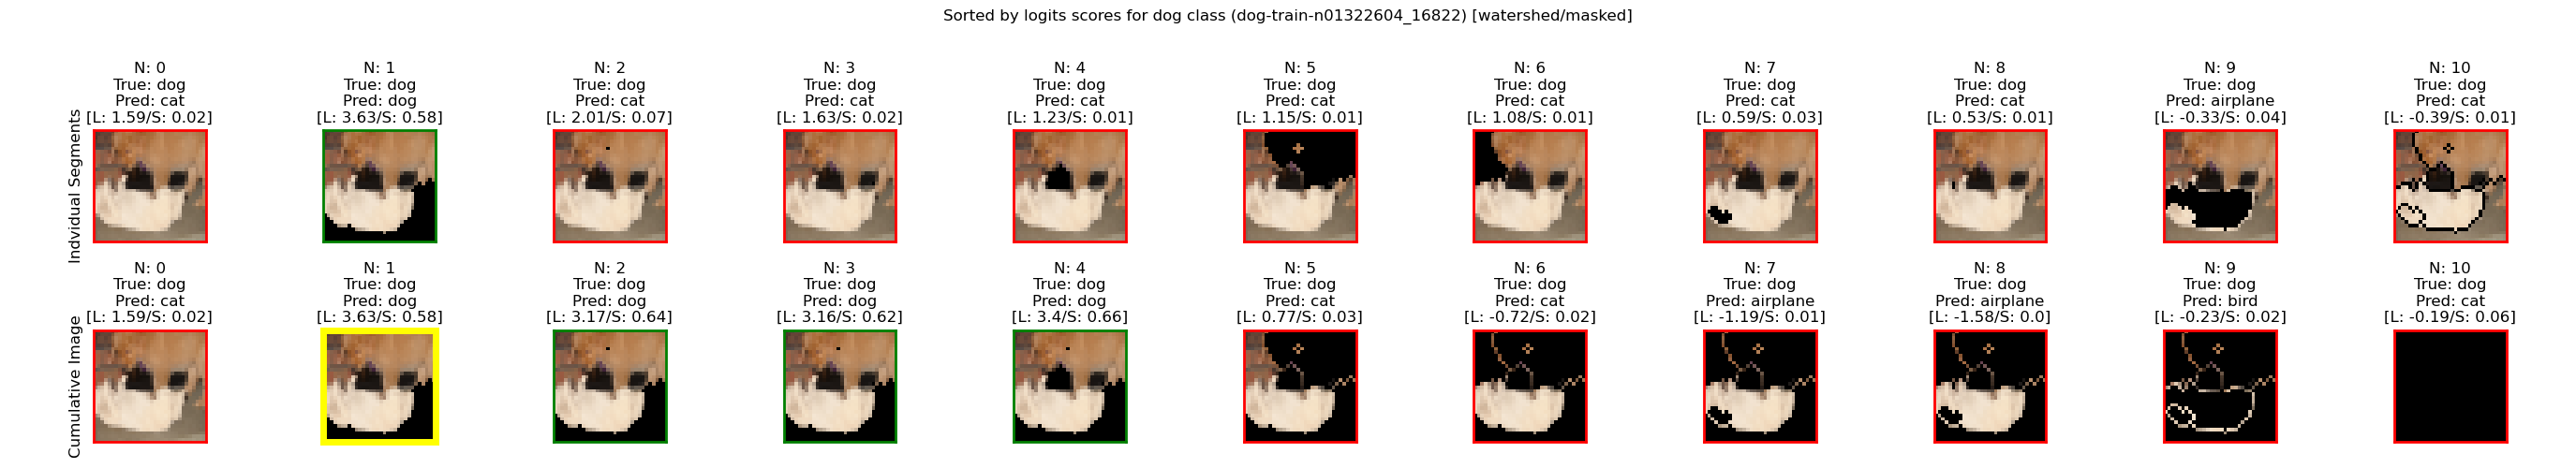 Sorted by logits scores for dog class (dog-train-n01322604_16822) [watershed/masked]
Indvidual Segments
N: 0
True: dog
Pred: cat
[L: 1.59/S: 0.02]
N: 1
True: dog
Pred: dog
[L: 3.63/S: 0.58]
N: 2
True: dog
Pred: cat
[L: 2.01/S: 0.07]
N: 3
True: dog
Pred: cat
[L: 1.63/S: 0.02]
N: 4
True: dog
Pred: cat
[L: 1.23/S: 0.01]
N: 5
True: dog
Pred: cat
[L: 1.15/S: 0.01]
N: 6
True: dog
Pred: cat
[L: 1.08/S: 0.01]
N: 7
True: dog
Pred: cat
[L: 0.59/S: 0.03]
N: 8
True: dog
Pred: cat
[L: 0.53/S: 0.01]
N: 9
True: dog
Pred: airplane
[L: -0.33/S: 0.04]
N: 10
True: dog
Pred: cat
[L: -0.39/S: 0.01]
Cumulative Image
N: 0
True: dog
Pred: cat
[L: 1.59/S: 0.02]
N: 1
True: dog
Pred: dog
[L: 3.63/S: 0.58]
N: 2
True: dog
Pred: dog
[L: 3.17/S: 0.64]
N: 3
True: dog
Pred: dog
[L: 3.16/S: 0.62]
N: 4
True: dog
Pred: dog
[L: 3.4/S: 0.66]
N: 5
True: dog
Pred: cat
[L: 0.77/S: 0.03]
N: 6
True: dog
Pred: cat
[L: -0.72/S: 0.02]
N: 7
True: dog
Pred: airplane
[L: -1.19/S: 0.01]
N: 8
True: dog
Pred: airplane
[L: -1.58/S: 0.0]
N: 9
True: dog
Pred: bird
[L: -0.23/S: 0.02]
N: 10
True: dog
Pred: cat
[L: -0.19/S: 0.06]